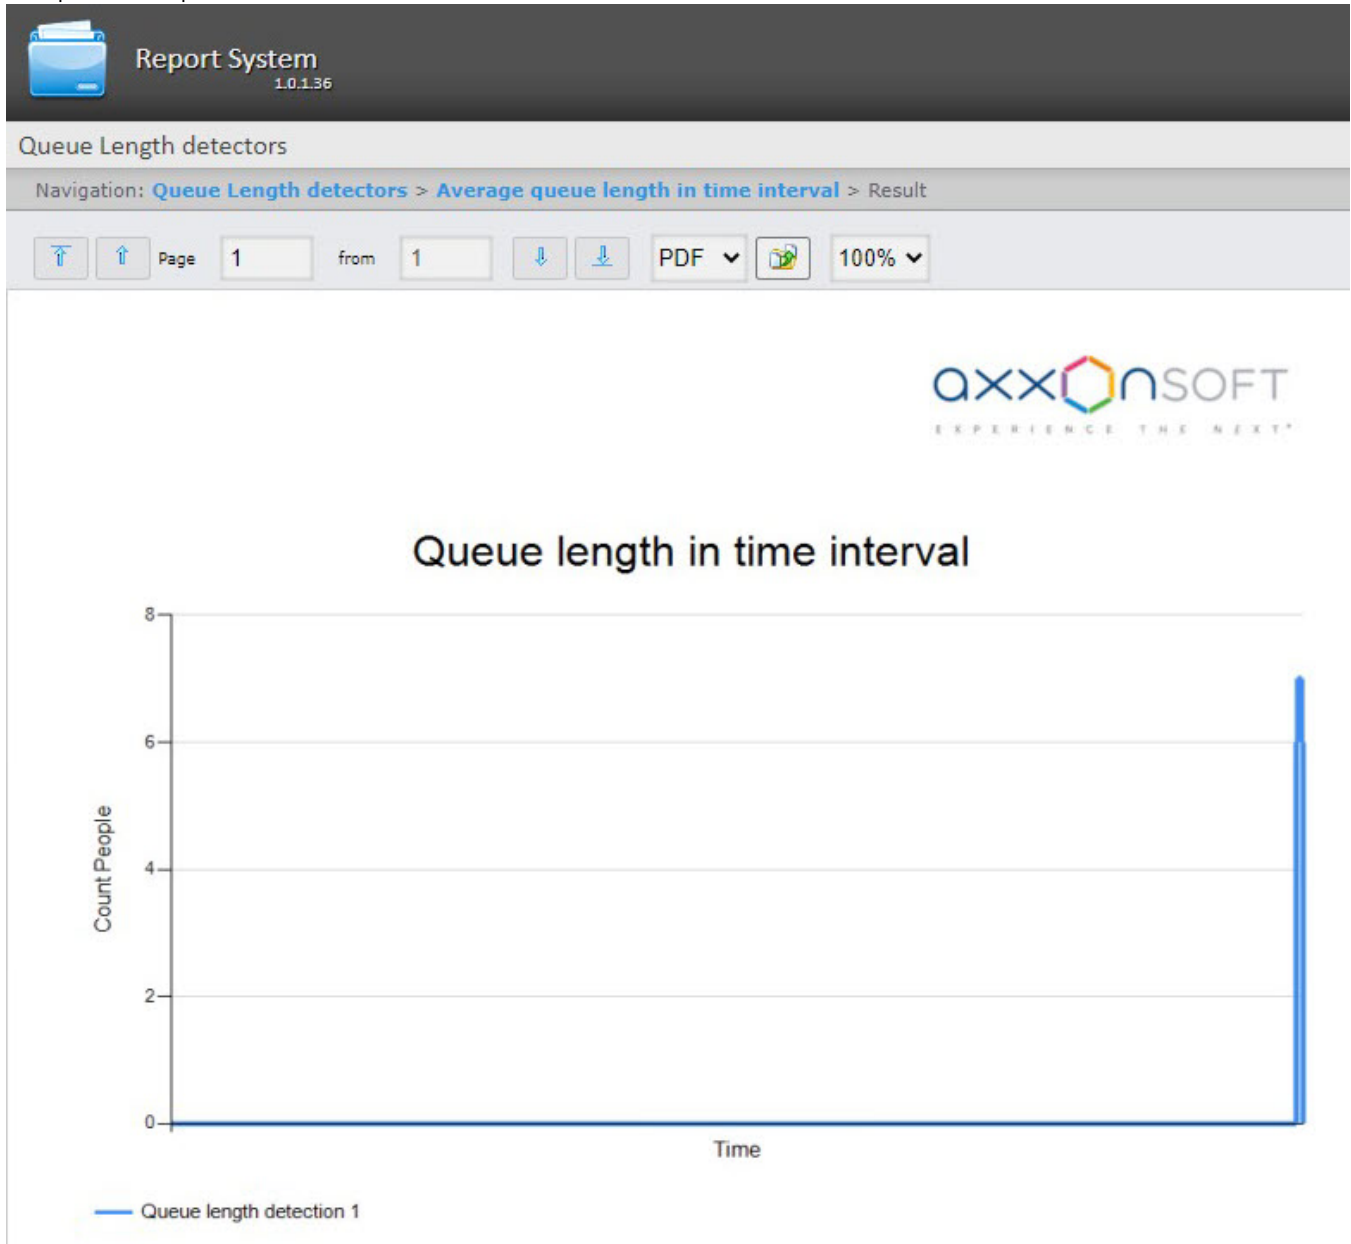 Report System
1.0.1.36
Queue Length detectors
Navigation: Queue Length detectors > Average queue length in time interval > Result
Page 1 from 1 PDF 100%
axxonsoft
EXPERIENCE THE NEXT
Queue length in time interval
8
6
4
2
0
Count People
Time
Queue length detection 1